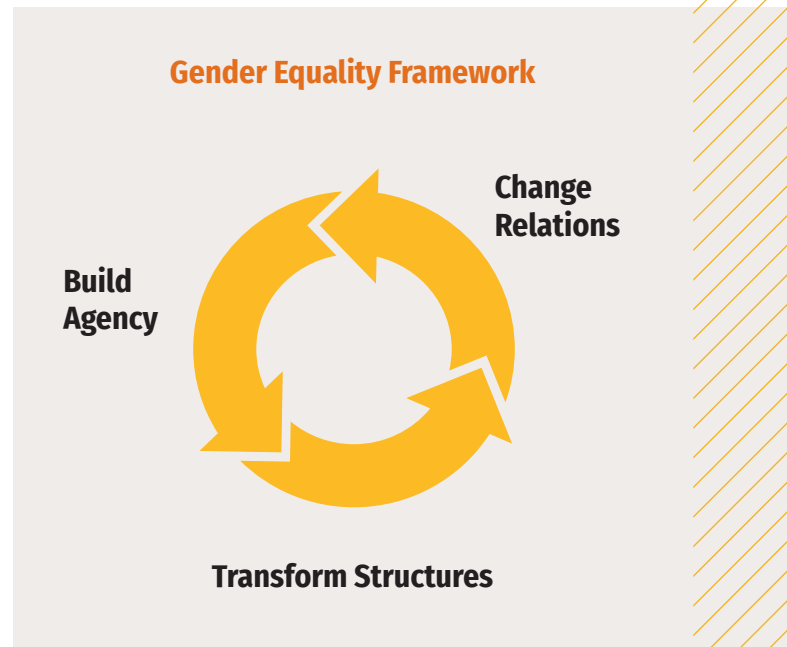 Gender Equality Framework
Change
Relations
Build
Agency
Transform Structures